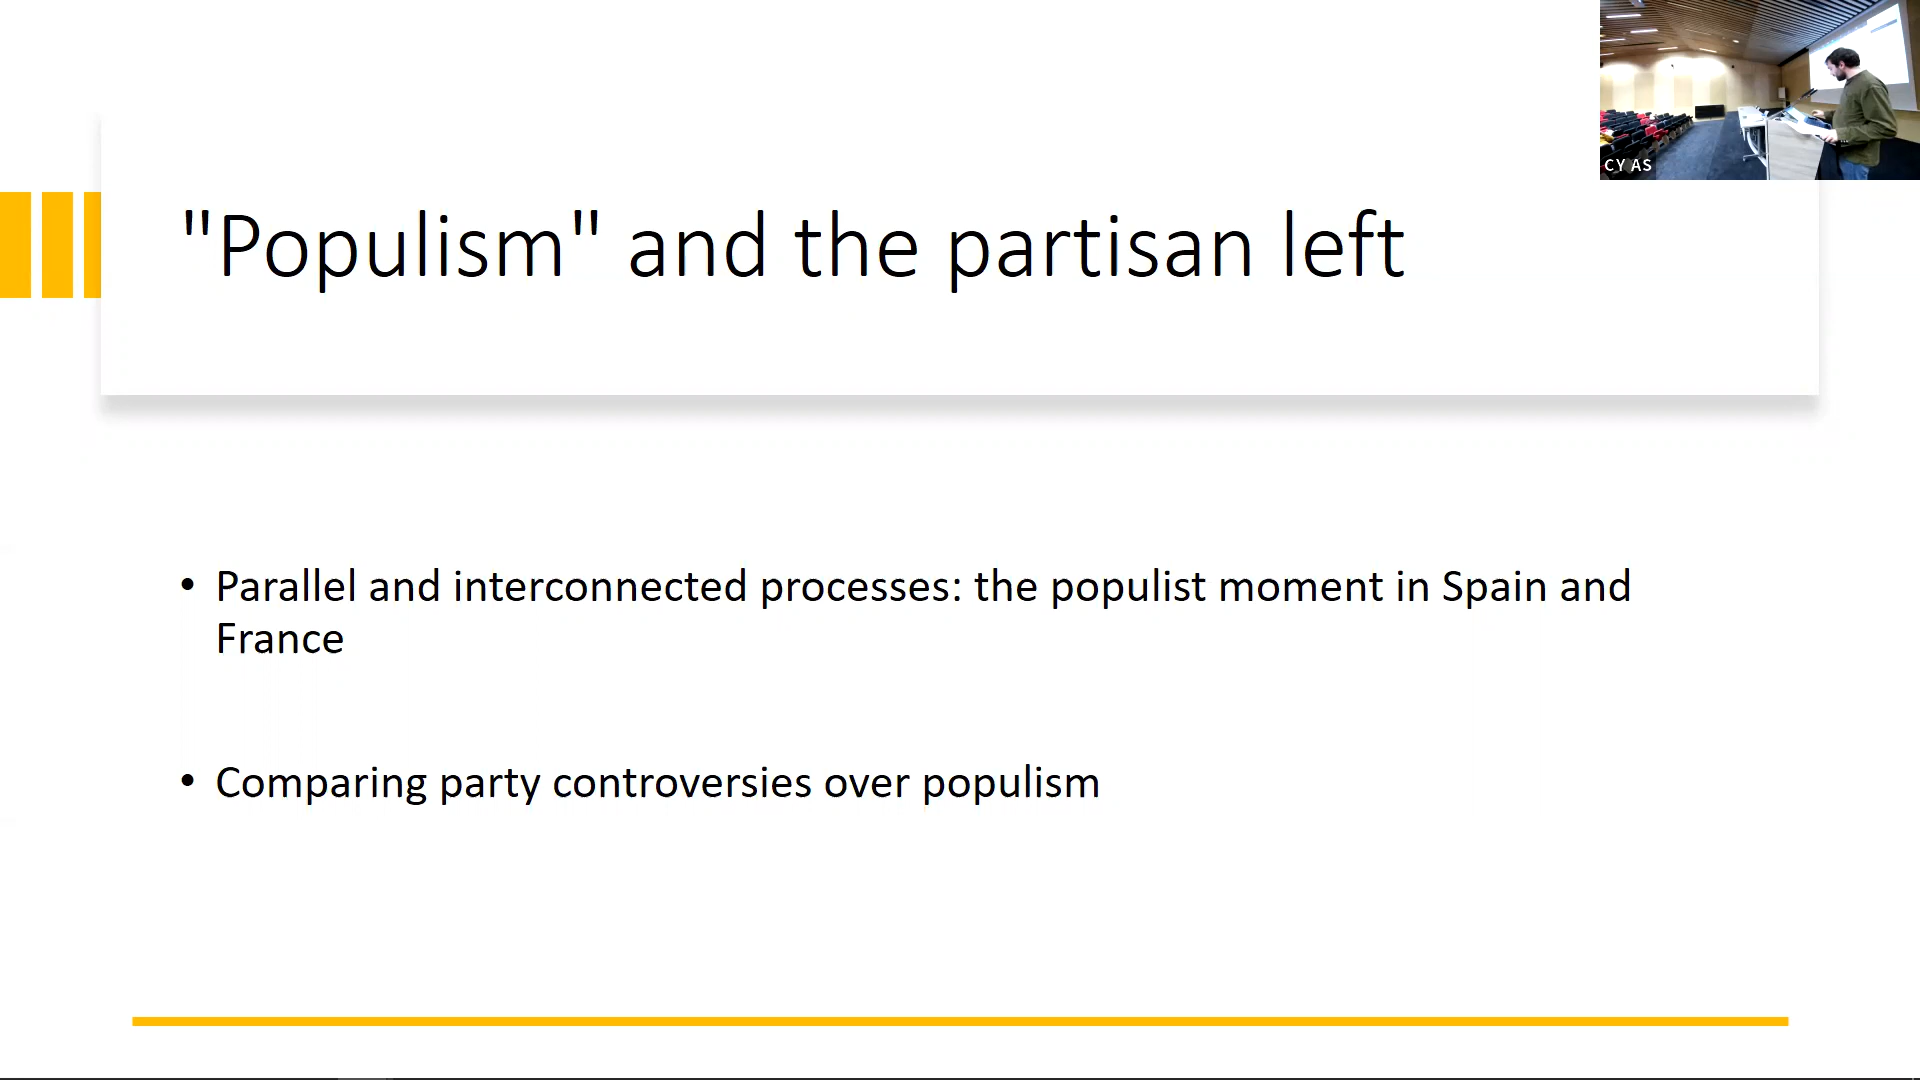 CY AS
"Populism" and the partisan left
• Parallel and interconnected processes: the populist moment in Spain and
France
• Comparing party controversies over populism